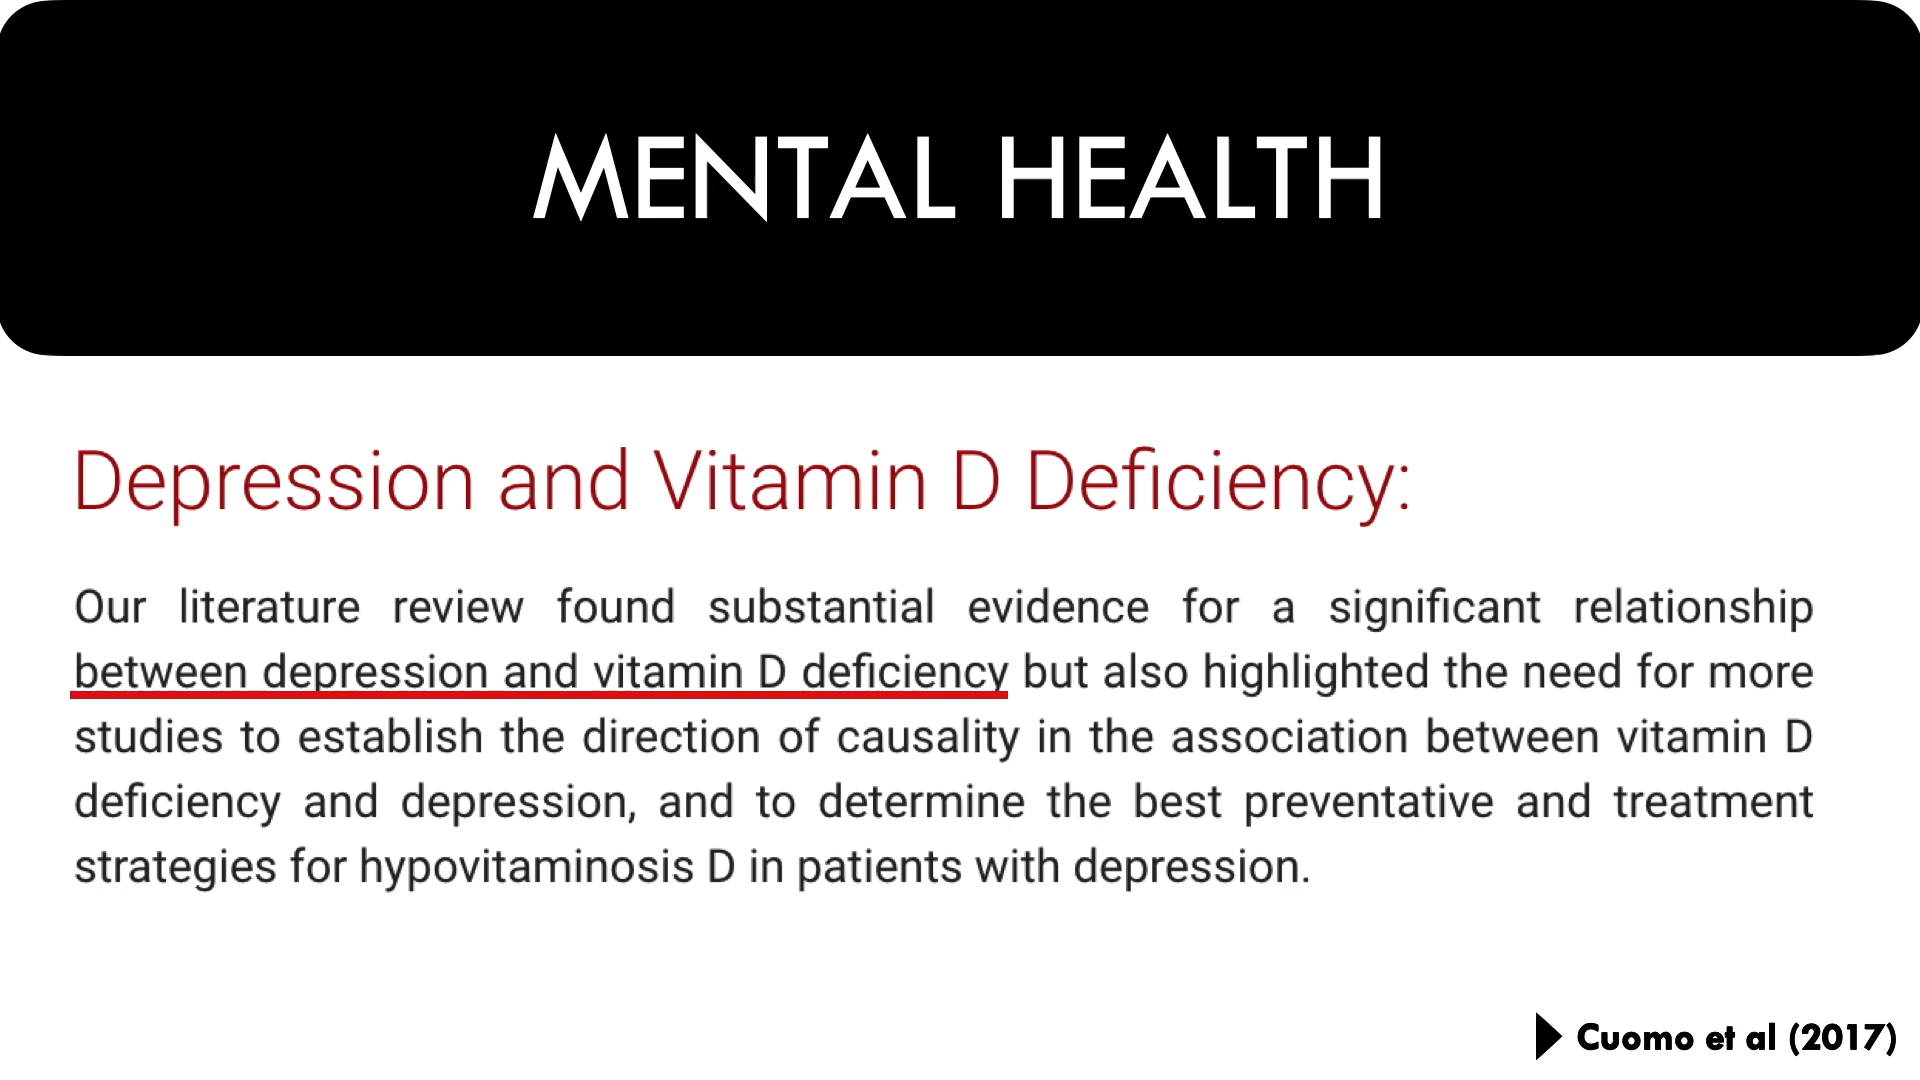 MENTAL HEALTH
Depression and Vitamin D Deficiency:
Our literature review found substantial evidence for a significant relationship
between depression and vitamin D deficiency but also highlighted the need for more
studies to establish the direction of causality in the association between vitamin D
deficiency and depression, and to determine the best preventative and treatment
strategies for hypovitaminosis D in patients with depression.
Cuomo et al (2017)